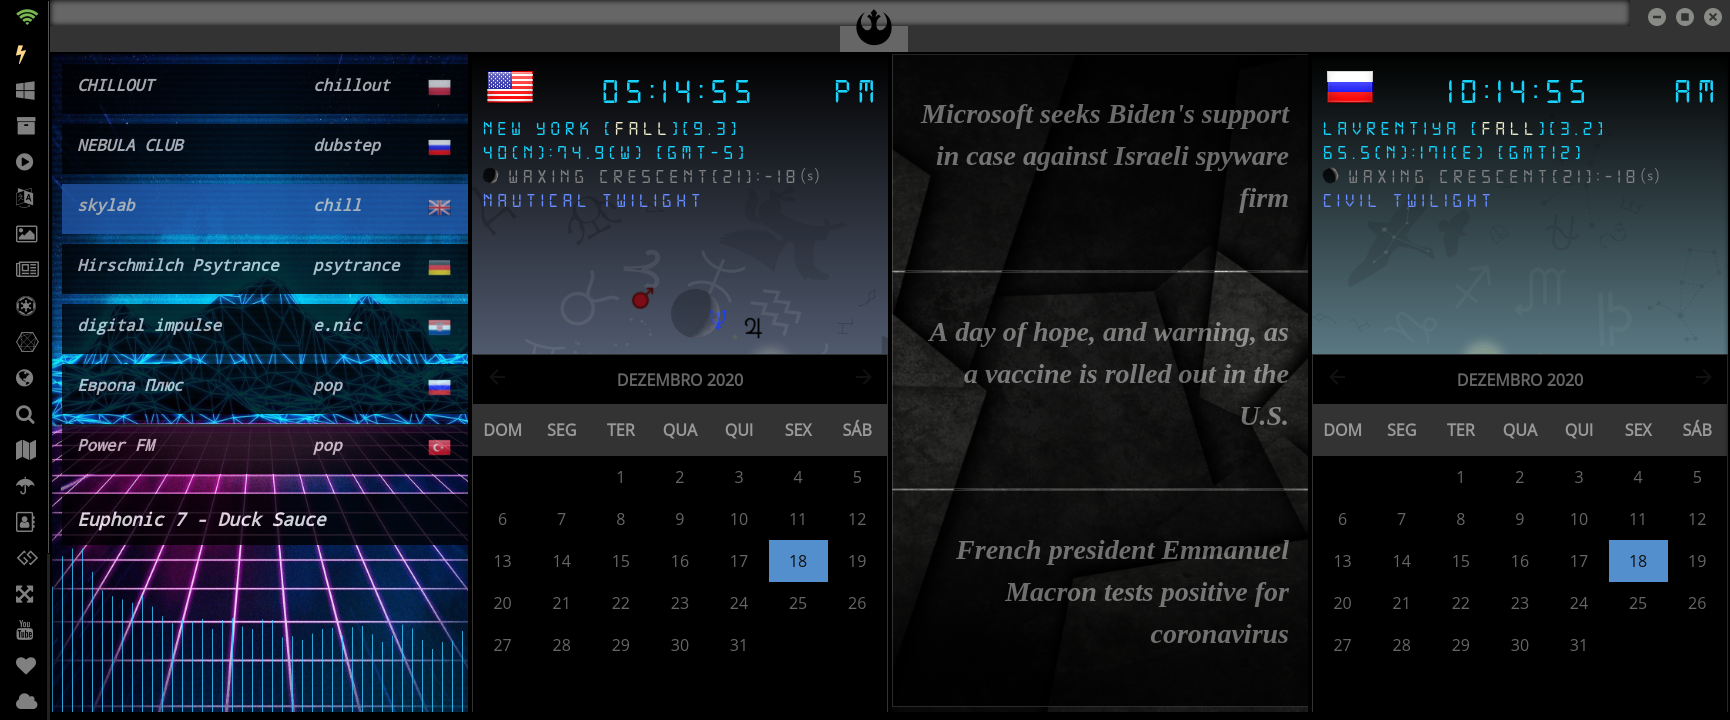 CHILLOUT chillout
NEBULA CLUB dubstep
skylab chill
Hirschmilch Psytrance psytrance
digital impulse e.nic
Европа Плюс pop
Power FM pop
Euphonic 7 - Duck Sauce
05:14:55 PM
NEW YORK [FALL][9.3]
40(N):74.9(W) [GMT-5]
WAXING CRESCENT[21]:-18(s)
NAUTICAL TWILIGHT
DEZEMBRO 2020
DOM SEG TER QUA QUI SEX SÁB
1 2 3 4 5
6 7 8 9 10 11 12
13 14 15 16 17 18 19
20 21 22 23 24 25 26
27 28 29 30 31
Microsoft seeks Biden's support
in case against Israeli spyware
firm
A day of hope, and warning, as
a vaccine is rolled out in the
U.S.
French president Emmanuel
Macron tests positive for
coronavirus
10:14:55 AM
LAVRENTIYA [FALL][3.2]
65.5(N):171(E) [GMT12]
WAXING CRESCENT[21]:-18(s)
CIVIL TWILIGHT
DEZEMBRO 2020
DOM SEG TER QUA QUI SEX SÁB
1 2 3 4 5
6 7 8 9 10 11 12
13 14 15 16 17 18 19
20 21 22 23 24 25 26
27 28 29 30 31
You
Tube